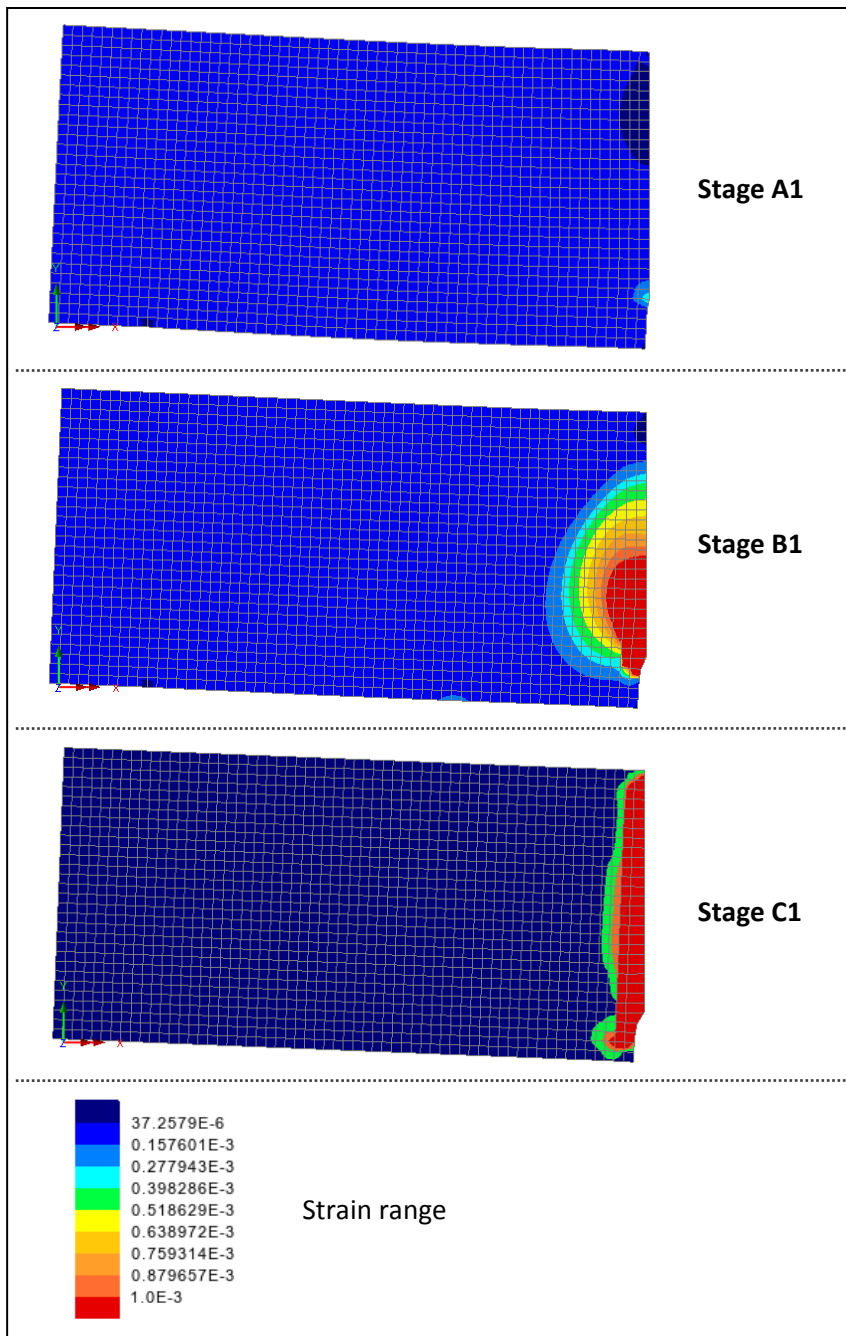 Stage A1
Y
Z X
Stage B1
Y
Z X
Stage C1
Y
Z X
37.2579E-6
0.157601E-3
0.277943E-3
0.398286E-3
0.518629E-3
0.638972E-3
0.759314E-3
0.879657E-3
1.0E-3
Strain range